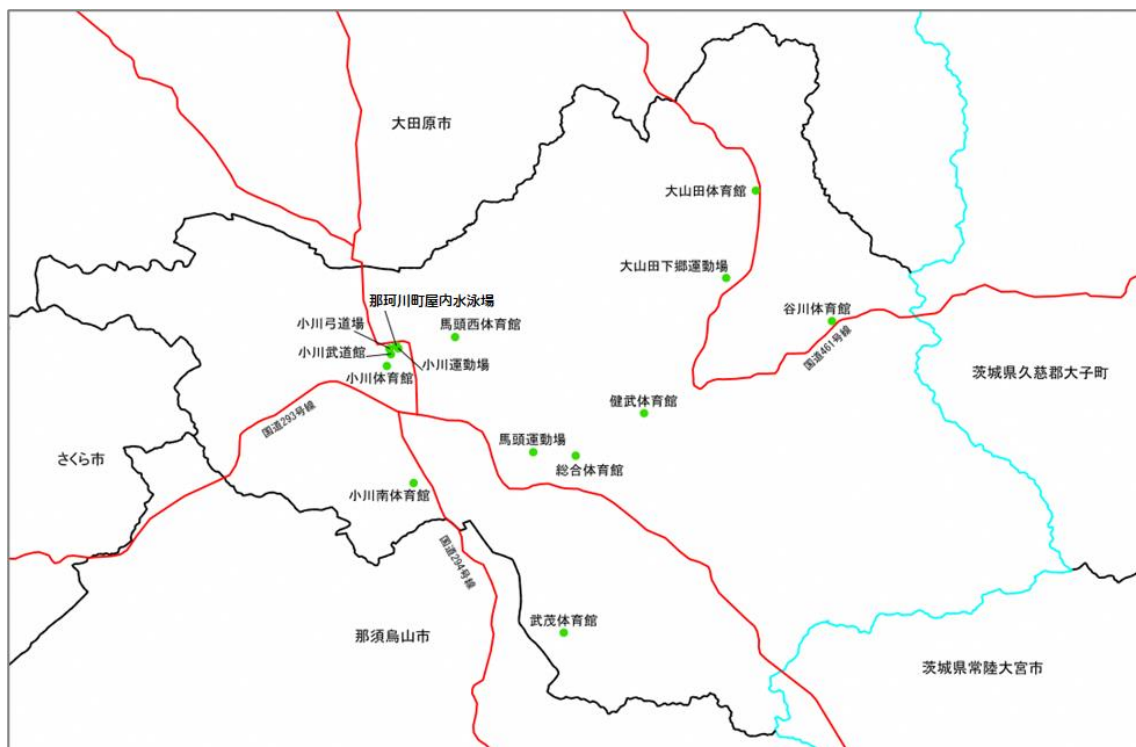 大田原市
大山田体育館
大山田下郷運動場
那珂川町屋内水泳場
谷川体育館
小川弓道場
馬頭西体育館
小川武道館
小川運動場
小川体育館
国道461号線
茨城県久慈郡大子町
健武体育館
国道293号線
馬頭運動場
さくら市
総合体育館
小川南体育館
国道294号線
武茂体育館
那須烏山市
茨城県常陸大宮市